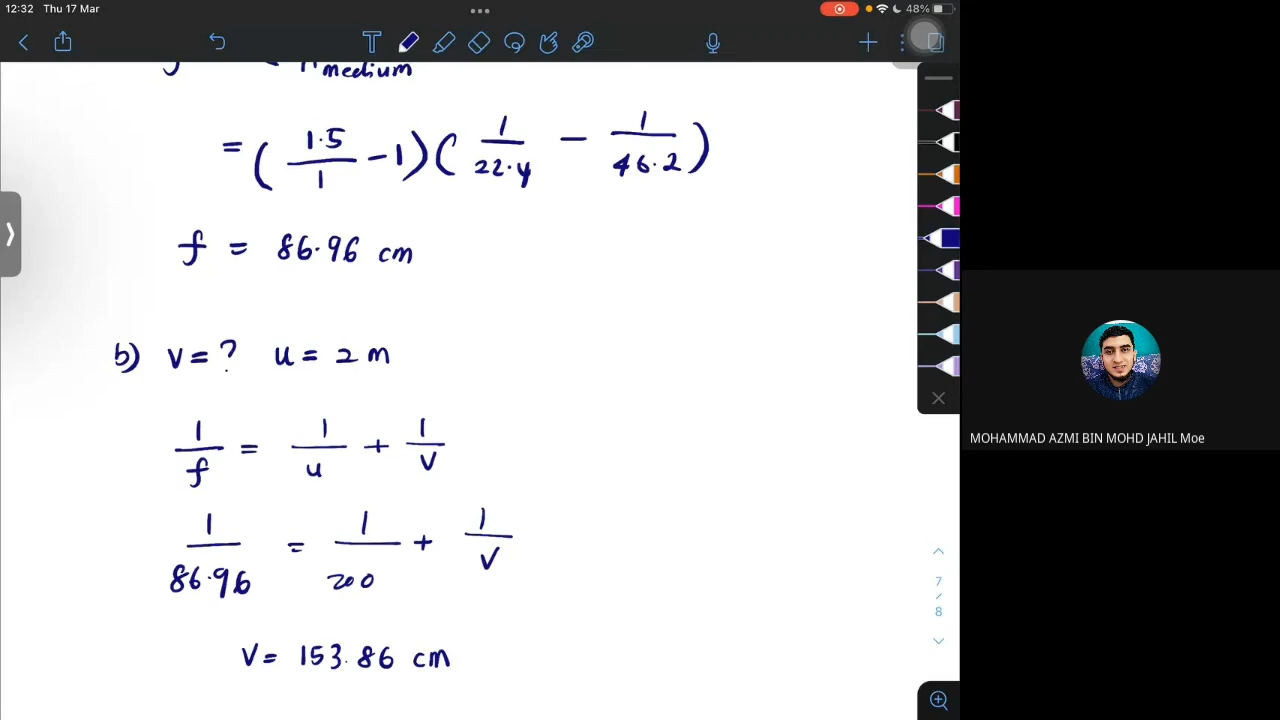 12:32 Thu 17 Mar
48%
medium
= ( 1.5/1 - 1 ) ( 1/22.4 - 1/46.2 )
f = 86.96 cm
b) v = ? u = 2 m
1/f = 1/u + 1/v
1/86.96 = 1/200 + 1/v
v = 153.86 cm
7/8
MOHAMMAD AZMI BIN MOHD JAHIL Moe